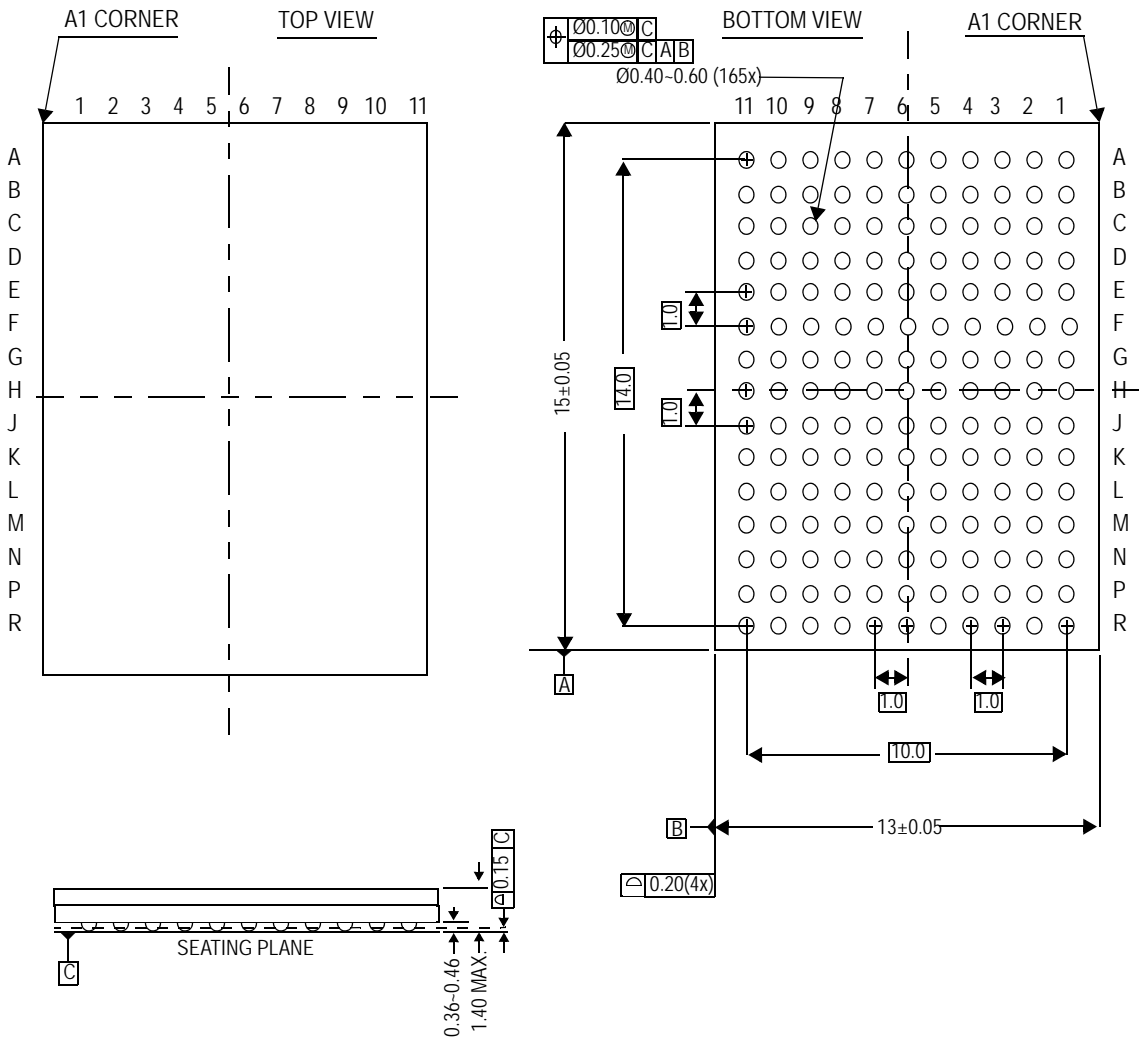 A1 CORNER
TOP VIEW
1 2 3 4 5 6 7 8 9 10 11
A
B
C
D
E
F
G
H
J
K
L
M
N
P
R
Ø0.10Ⓜ C
Ø0.25Ⓜ C A B
BOTTOM VIEW
A1 CORNER
Ø0.40~0.60 (165x)
11 10 9 8 7 6 5 4 3 2 1
A
B
C
D
E
F
G
H
J
K
L
M
N
P
R
1.0
1.0
14.0
15±0.05
A
1.0
1.0
10.0
B
13±0.05
0.20(4x)
0.15 C
SEATING PLANE
C
0.36~0.46
1.40 MAX.